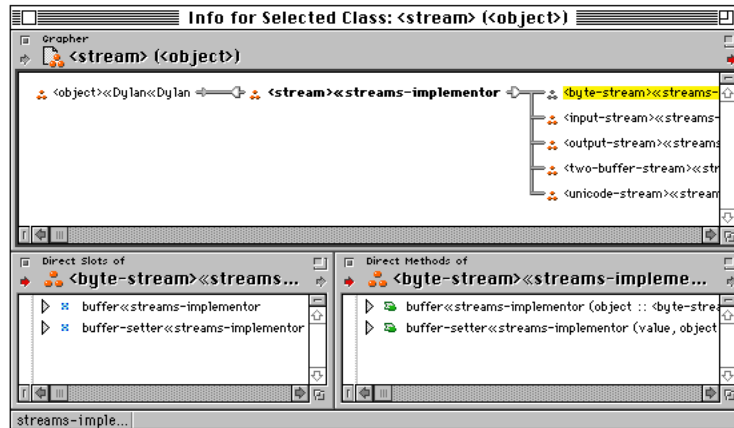 Info for Selected Class: <stream> (<object>)
Grapher
<stream> (<object>)
<object>«Dylan«Dylan
<stream>«streams-implementor
<byte-stream>«streams-
<input-stream>«streams-
<output-stream>«streams
<two-buffer-stream>«str
<unicode-stream>«stream
Direct Slots of
<byte-stream>«streams...
buffer«streams-implementor
buffer-setter«streams-implementor
Direct Methods of
<byte-stream>«streams-impleme...
buffer«streams-implementor (object :: <byte-strea
buffer-setter«streams-implementor (value, object
streams-imple...